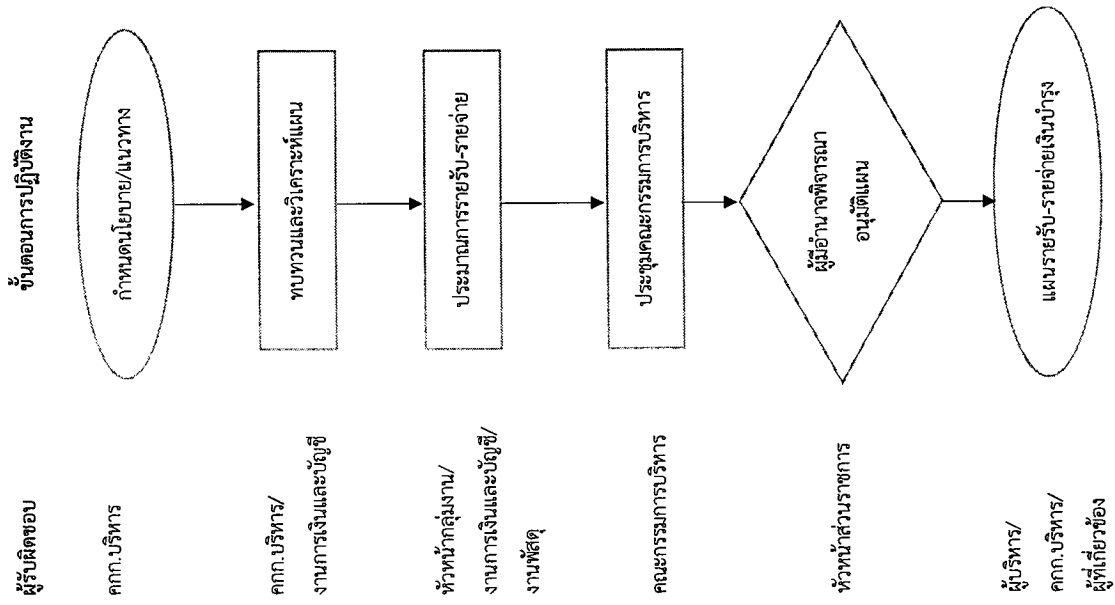 ผู้รับผิดชอบ
ขั้นตอนการปฏิบัติงาน
คกก.บริหาร
กำหนดนโยบาย/แนวทาง
คกก.บริหาร/
งานการเงินและบัญชี
ทบทวนและวิเคราะห์แผน
หัวหน้ากลุ่มงาน/
งานการเงินและบัญชี/
งานพัสดุ
ประมาณการรายรับ-รายจ่าย
คณะกรรมการบริหาร
ประชุมคณะกรรมการบริหาร
หัวหน้าส่วนราชการ
ผู้มีอำนาจพิจารณา
อนุมัติแผน
ผู้บริหาร/
คกก.บริหาร/
ผู้ที่เกี่ยวข้อง
แผนรายรับ-รายจ่ายเงินบำรุง